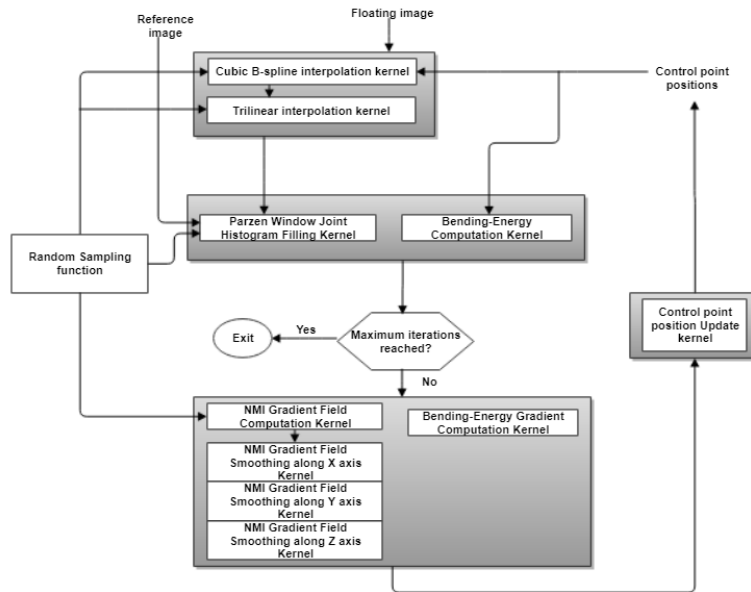 Floating image
Reference
image
Cubic B-spline interpolation kernel
Control point
positions
Trilinear interpolation kernel
Parzen Window Joint
Histogram Filling Kernel
Bending-Energy
Computation Kernel
Random Sampling
function
Control point
position Update
kernel
Exit
Yes
Maximum iterations
reached?
No
NMI Gradient Field
Computation Kernel
Bending-Energy Gradient
Computation Kernel
NMI Gradient Field
Smoothing along X axis
Kernel
NMI Gradient Field
Smoothing along Y axis
Kernel
NMI Gradient Field
Smoothing along Z axis
Kernel